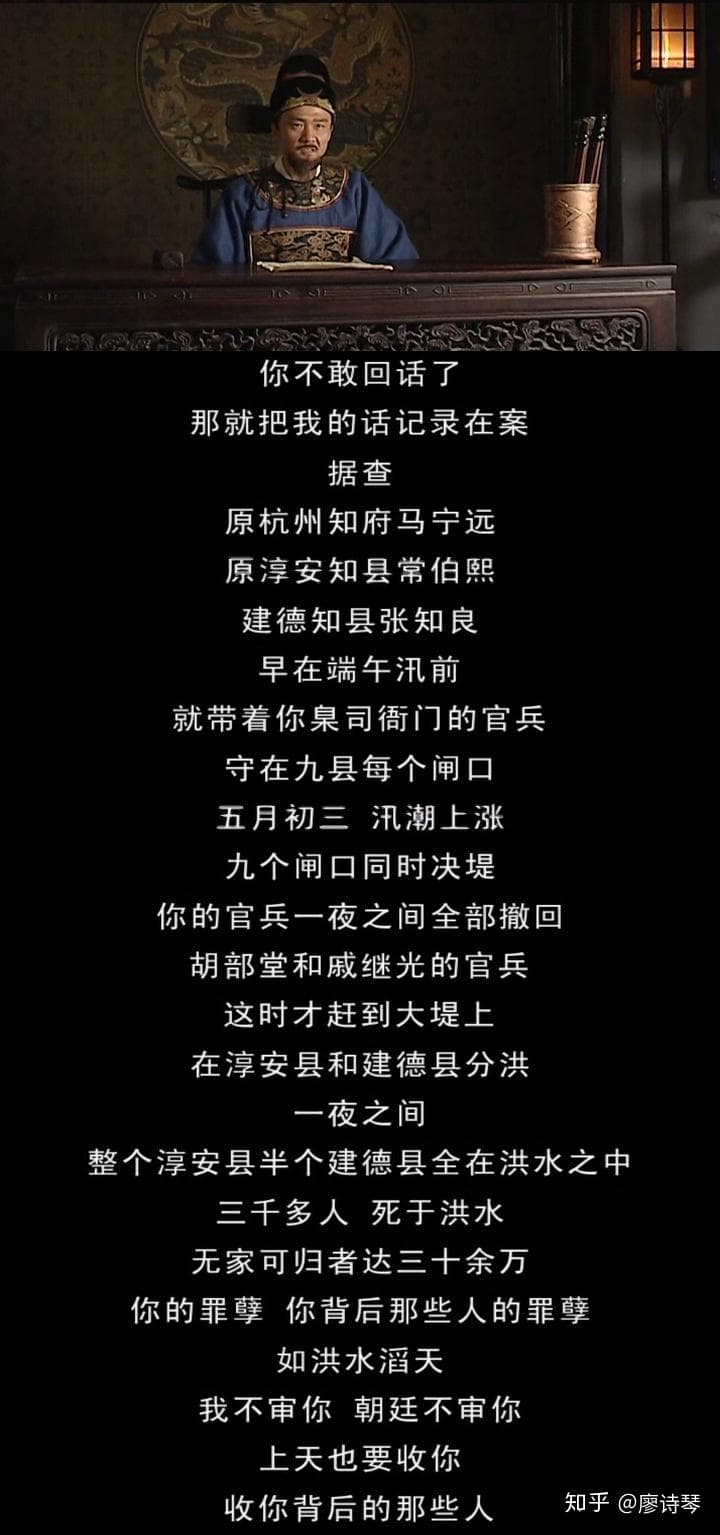 你不敢回话了
那就把我的话记录在案
据查
原杭州知府马宁远
原淳安知县常伯熙
建德知县张知良
早在端午汛前
就带着你臬司衙门的官兵
守在九县每个闸口
五月初三 汛潮上涨
九个闸口同时决堤
你的官兵一夜之间全部撤回
胡部堂和戚继光的官兵
这时才赶到大堤上
在淳安县和建德县分洪
一夜之间
整个淳安县半个建德县全在洪水之中
三千多人 死于洪水
无家可归者达三十余万
你的罪孽 你背后那些人的罪孽
如洪水滔天
我不审你 朝廷不审你
上天也要收你
收你背后的那些人
知乎 @廖诗琴